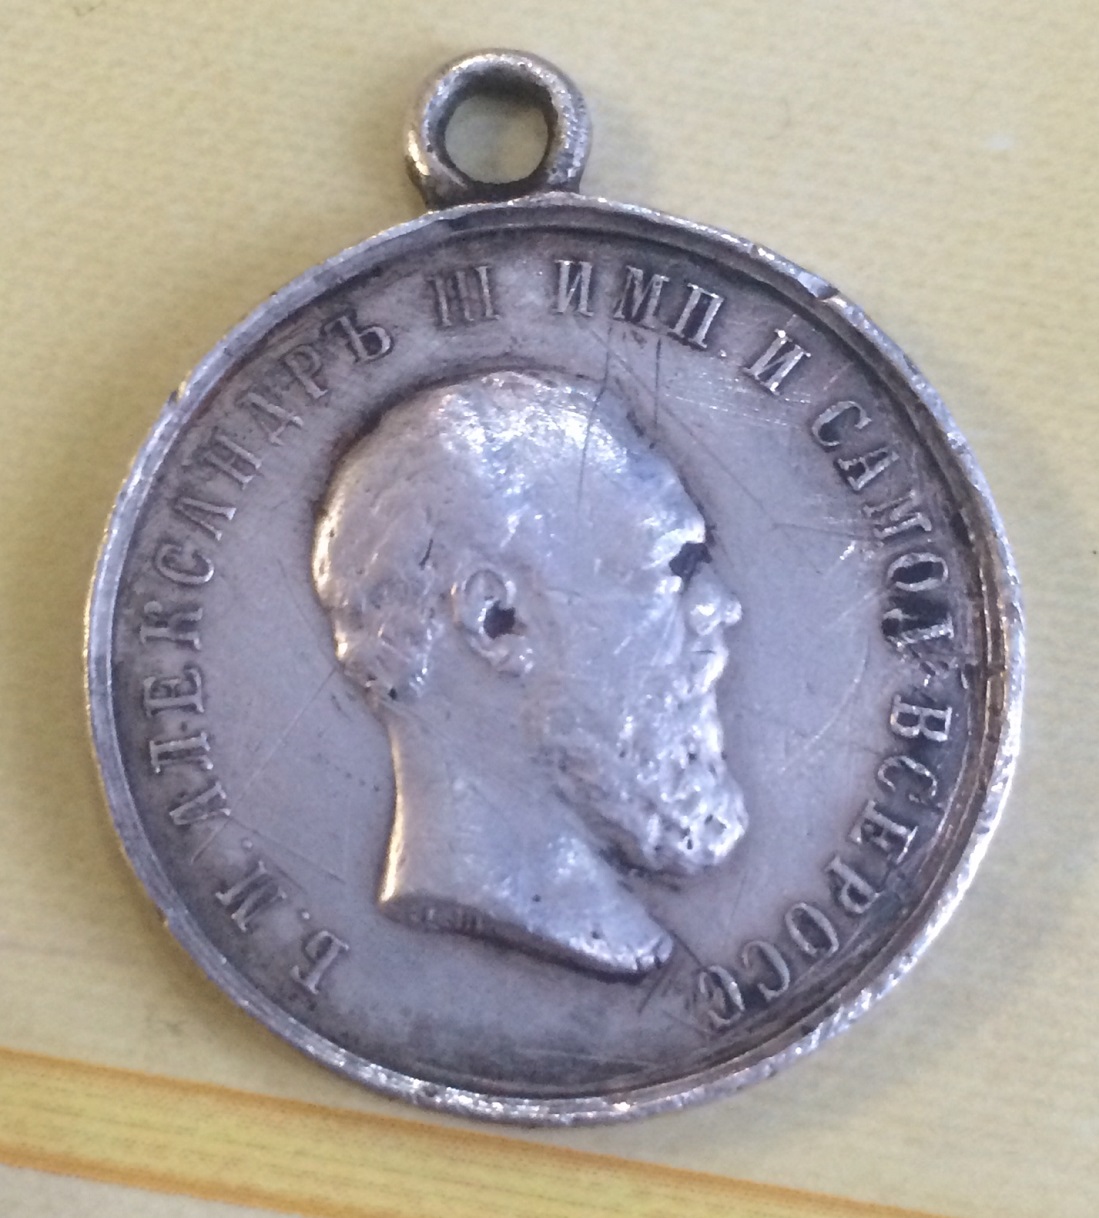 Б. М. АЛЕКСАНДРЪ III ИМП. И САМОД. ВСЕРОСС.